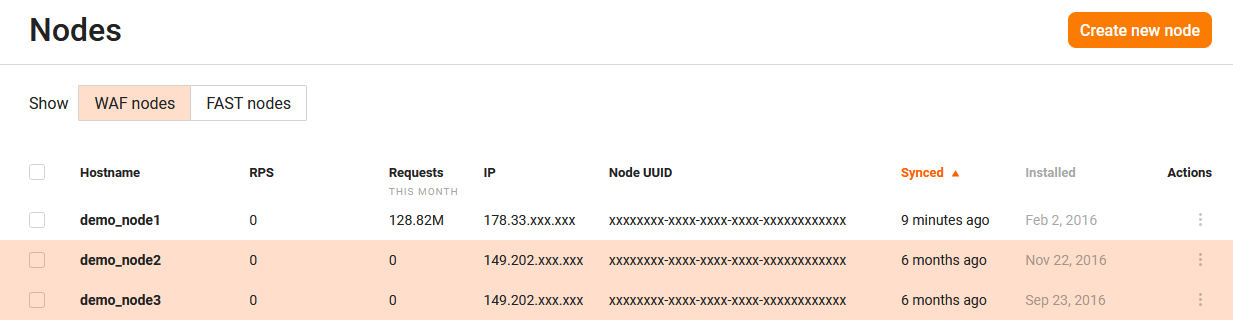 Nodes
Create new node
Show WAF nodes FAST nodes
Hostname RPS Requests IP Node UUID Synced ▲ Installed Actions
THIS MONTH
demo_node1 0 128.82M 178.33.xxx.xxx xxxxxxxx-xxxx-xxxx-xxxx-xxxxxxxxxxxx 9 minutes ago Feb 2, 2016
demo_node2 0 0 149.202.xxx.xxx xxxxxxxx-xxxx-xxxx-xxxx-xxxxxxxxxxxx 6 months ago Nov 22, 2016
demo_node3 0 0 149.202.xxx.xxx xxxxxxxx-xxxx-xxxx-xxxx-xxxxxxxxxxxx 6 months ago Sep 23, 2016